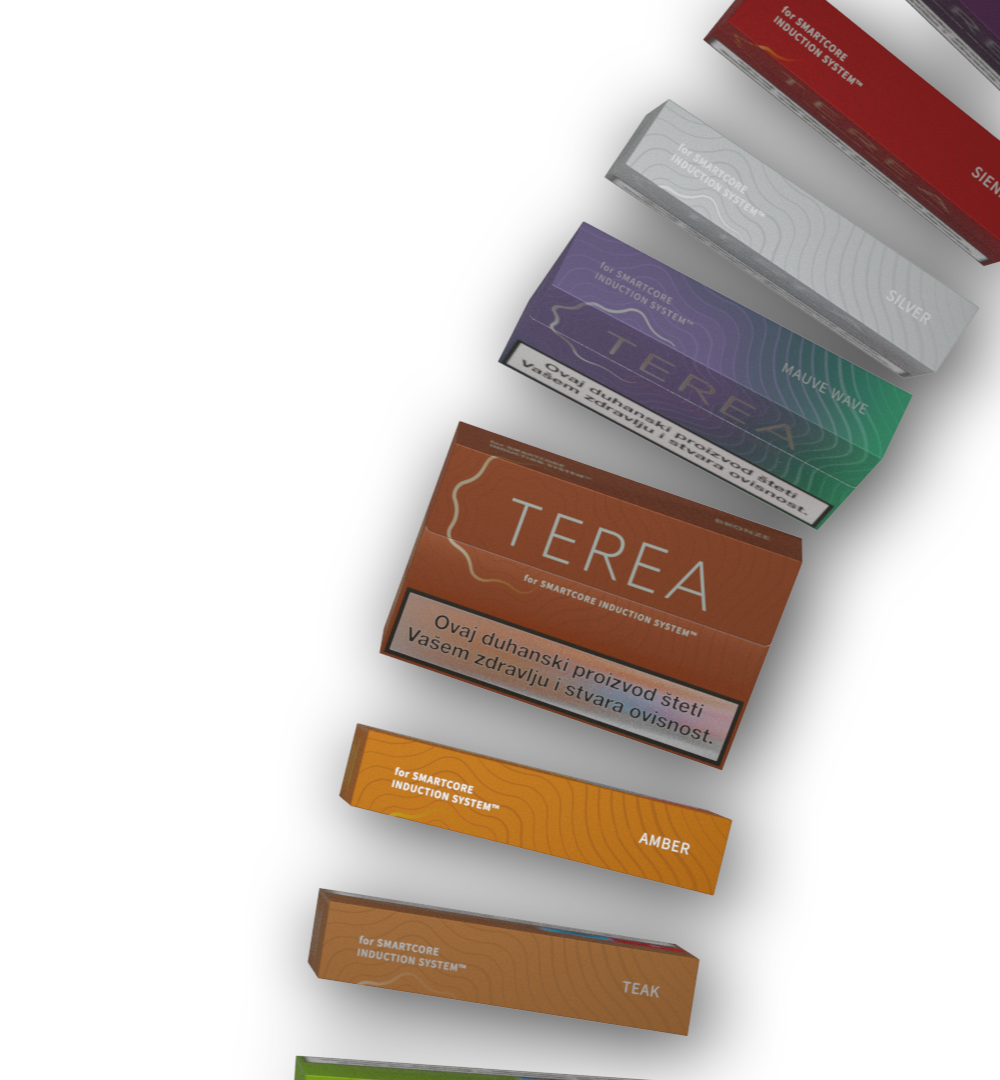 for SMARTCORE
INDUCTION SYSTEM™
TEREA
for SMARTCORE
INDUCTION SYSTEM™
SILVER
for SMARTCORE
INDUCTION SYSTEM™
MAUVE WAVE
TEREA
Ovaj duhanski proizvod šteti
Vašem zdravlju i stvara ovisnost.
BRONZE
TEREA
for SMARTCORE INDUCTION SYSTEM™
Ovaj duhanski proizvod šteti
Vašem zdravlju i stvara ovisnost.
for SMARTCORE
INDUCTION SYSTEM™
AMBER
for SMARTCORE
INDUCTION SYSTEM™
TEAK